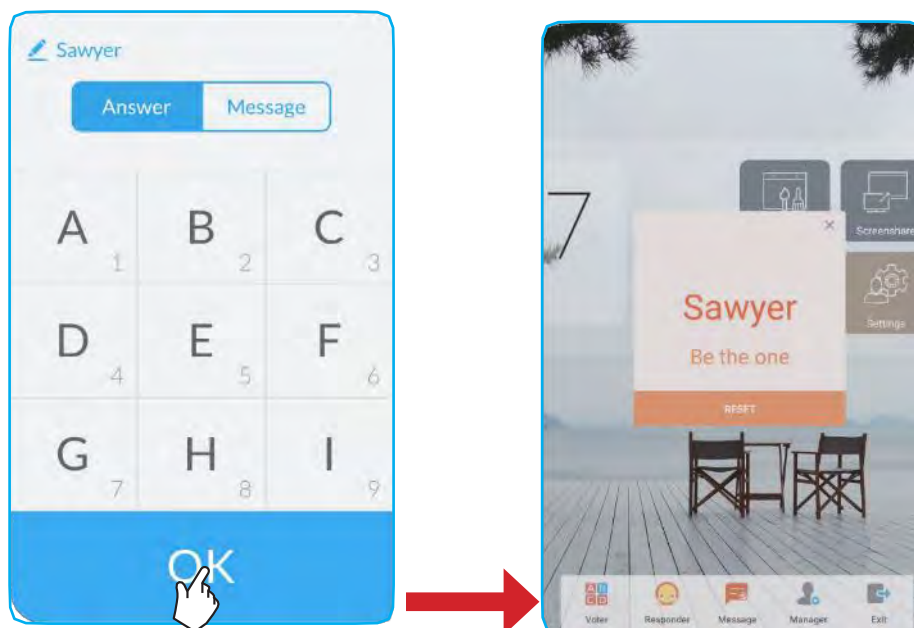 Sawyer
Answer Message
A 1 B 2 C 3
D 4 E 5 F 6
G 7 H 8 I 9
OK
7
Screenshare
Settings
×
Sawyer
Be the one
RESET
Voter Responder Message Manager Exit